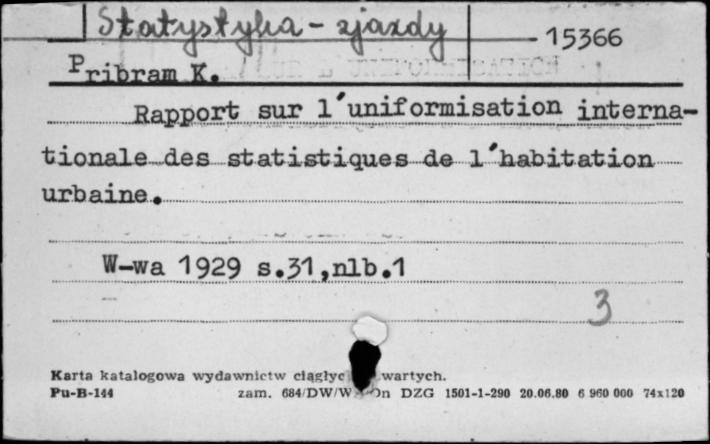 Statystyka - zjazdy
15366
Pribram K.
Rapport sur l'uniformisation interna-
tionale des statistiques de l'habitation
urbaine.
W-wa 1929 s.31,nlb.1
3
Karta katalogowa wydawnictw wartych.
Pu-B-144 zam. 684/DW/W DZG 1501-1-290 20.06.80 6 960 000 74x120